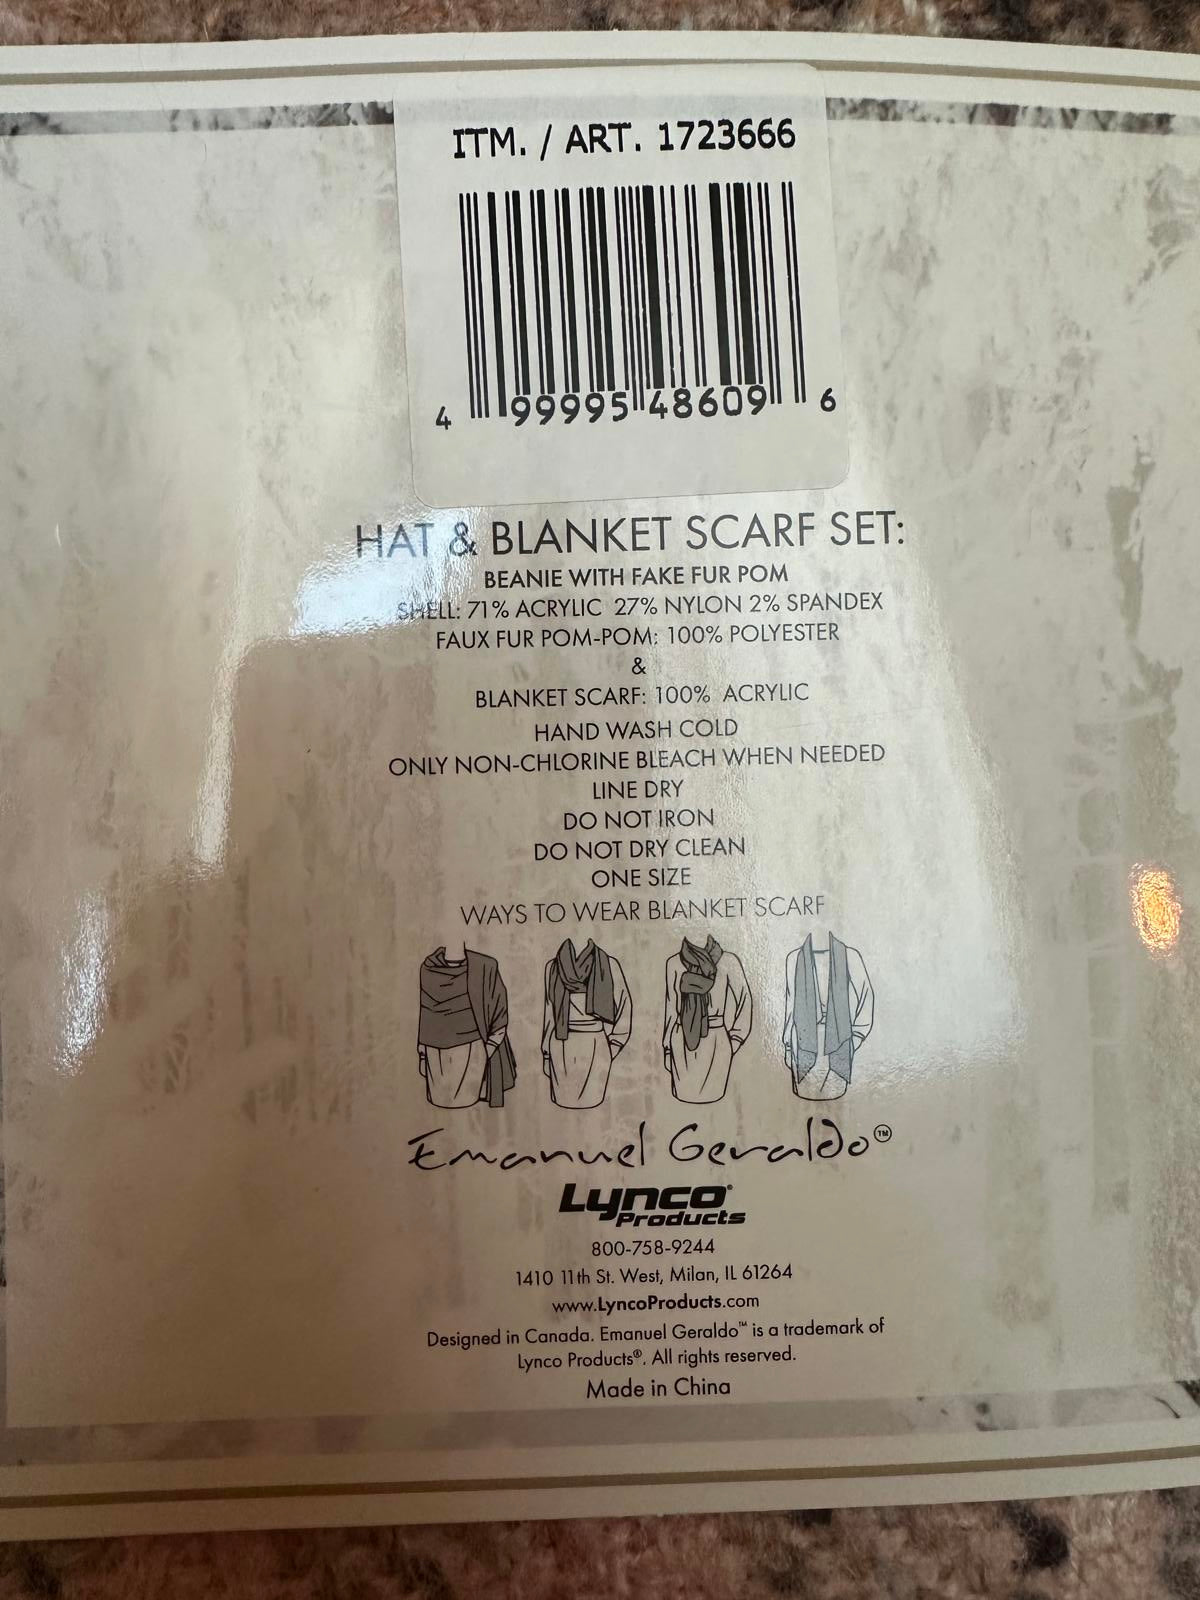 ITM. / ART. 1723666
4 99995 48609 6
HAT & BLANKET SCARF SET:
BEANIE WITH FAKE FUR POM
SHELL: 71% ACRYLIC 27% NYLON 2% SPANDEX
FAUX FUR POM-POM: 100% POLYESTER
&
BLANKET SCARF: 100% ACRYLIC
HAND WASH COLD
ONLY NON-CHLORINE BLEACH WHEN NEEDED
LINE DRY
DO NOT IRON
DO NOT DRY CLEAN
ONE SIZE
WAYS TO WEAR BLANKET SCARF
Emanuel Geraldo™
Lynco®
Products
800-758-9244
1410 11th St. West, Milan, IL 61264
www.LyncoProducts.com
Designed in Canada. Emanuel Geraldo™ is a trademark of
Lynco Products®. All rights reserved.
Made in China